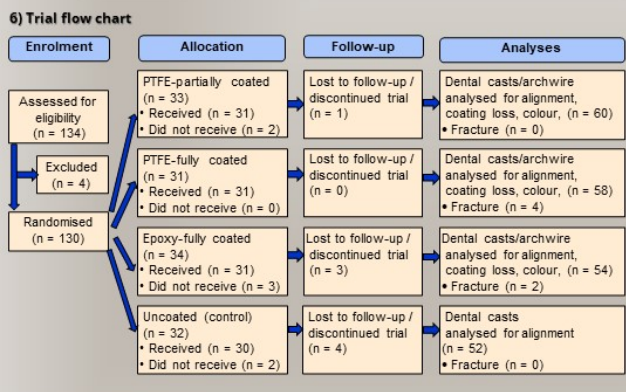 6) Trial flow chart
Enrolment
Allocation
Follow-up
Analyses
Assessed for
eligibility
(n = 134)
Excluded
(n = 4)
Randomised
(n = 130)
PTFE-partially coated
(n = 33)
• Received (n = 31)
• Did not receive (n = 2)
Lost to follow-up /
discontinued trial
(n = 1)
Dental casts/archwire
analysed for alignment,
coating loss, colour, (n = 60)
• Fracture (n = 0)
PTFE-fully coated
(n = 31)
• Received (n = 31)
• Did not receive (n = 0)
Lost to follow-up /
discontinued trial
(n = 0)
Dental casts/archwire
analysed for alignment,
coating loss, colour, (n = 58)
• Fracture (n = 4)
Epoxy-fully coated
(n = 34)
• Received (n = 31)
• Did not receive (n = 3)
Lost to follow-up /
discontinued trial
(n = 3)
Dental casts/archwire
analysed for alignment,
coating loss, colour, (n = 54)
• Fracture (n = 2)
Uncoated (control)
(n = 32)
• Received (n = 30)
• Did not receive (n = 2)
Lost to follow-up /
discontinued trial
(n = 4)
Dental casts
analysed for alignment
(n = 52)
• Fracture (n = 0)